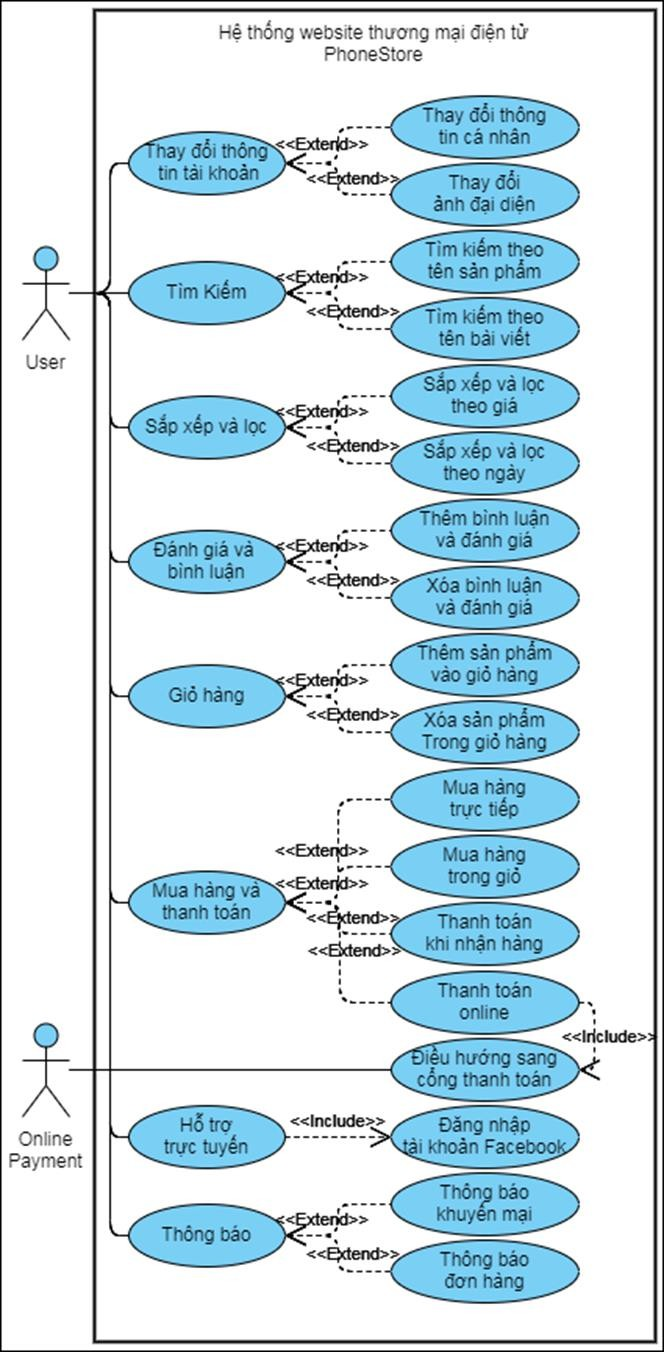 Hệ thống website thương mại điện tử
PhoneStore
Thay đổi thông
tin tài khoản
<<Extend>>
<<Extend>>
Thay đổi thông
tin cá nhân
Thay đổi
ảnh đại diện
User
Tìm Kiếm
<<Extend>>
<<Extend>>
Tìm kiếm theo
tên sản phẩm
Tìm kiếm theo
tên bài viết
Sắp xếp và lọc
<<Extend>>
<<Extend>>
Sắp xếp và lọc
theo giá
Sắp xếp và lọc
theo ngày
Đánh giá và
bình luận
<<Extend>>
<<Extend>>
Thêm bình luận
và đánh giá
Xóa bình luận
và đánh giá
Giỏ hàng
<<Extend>>
<<Extend>>
Thêm sản phẩm
vào giỏ hàng
Xóa sản phẩm
Trong giỏ hàng
Mua hàng và
thanh toán
<<Extend>>
<<Extend>>
<<Extend>>
<<Extend>>
Mua hàng
trực tiếp
Mua hàng
trong giỏ
Thanh toán
khi nhận hàng
Thanh toán
online
<<Include>>
Điều hướng sang
cổng thanh toán
Online
Payment
Hỗ trợ
trực tuyến
<<Include>>
Đăng nhập
tài khoản Facebook
Thông báo
<<Extend>>
<<Extend>>
Thông báo
khuyến mại
Thông báo
đơn hàng